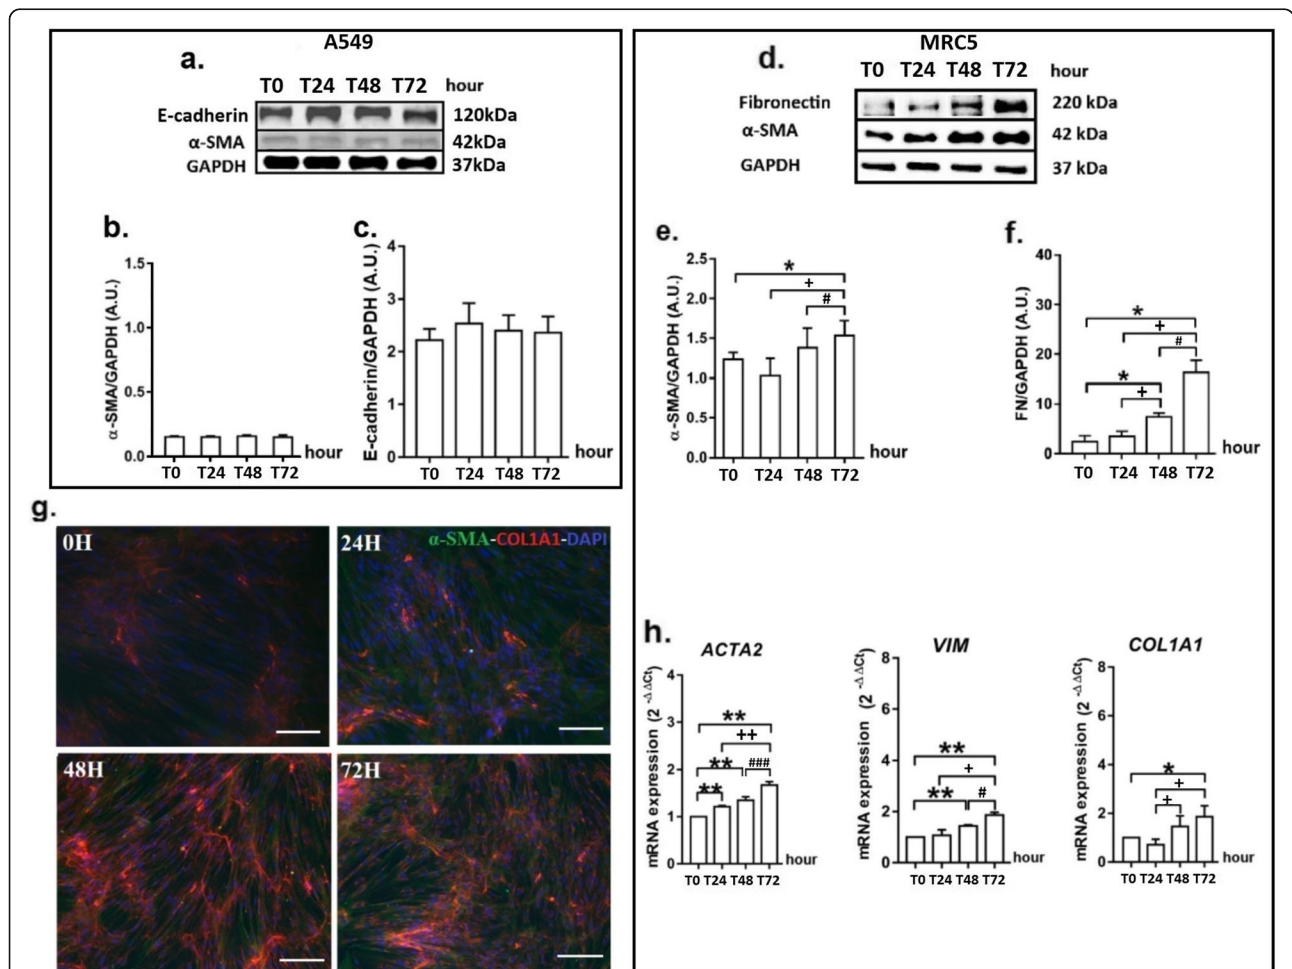 A549
a.
T0 T24 T48 T72 hour
E-cadherin 120kDa
α-SMA 42kDa
GAPDH 37kDa
b.
α-SMA/GAPDH (A.U.)
1.5
1.0
0.5
0.0
T0 T24 T48 T72
hour
c.
E-cadherin/GAPDH (A.U.)
4
3
2
1
0
T0 T24 T48 T72
hour
MRC5
d.
T0 T24 T48 T72 hour
Fibronectin 220 kDa
α-SMA 42 kDa
GAPDH 37 kDa
e.
α-SMA/GAPDH (A.U.)
2.5
2.0
1.5
1.0
0.5
0.0
*
+
#
T0 T24 T48 T72
hour
f.
FN/GAPDH (A.U.)
40
30
20
10
0
*
+
#
*
+
T0 T24 T48 T72
hour
g.
0H
24H α-SMA-COL1A1-DAPI
48H
72H
h.
ACTA2
mRNA expression (2 -Δ ΔCt)
4
3
2
1
0
**
++
** ###
**
T0 T24 T48 T72
hour
VIM
mRNA expression (2 -Δ ΔCt)
8
6
4
2
0
**
+
** #
T0 T24 T48 T72
hour
COL1A1
mRNA expression (2 -Δ ΔCt)
8
6
4
2
0
*
+
+
T0 T24 T48 T72
hour